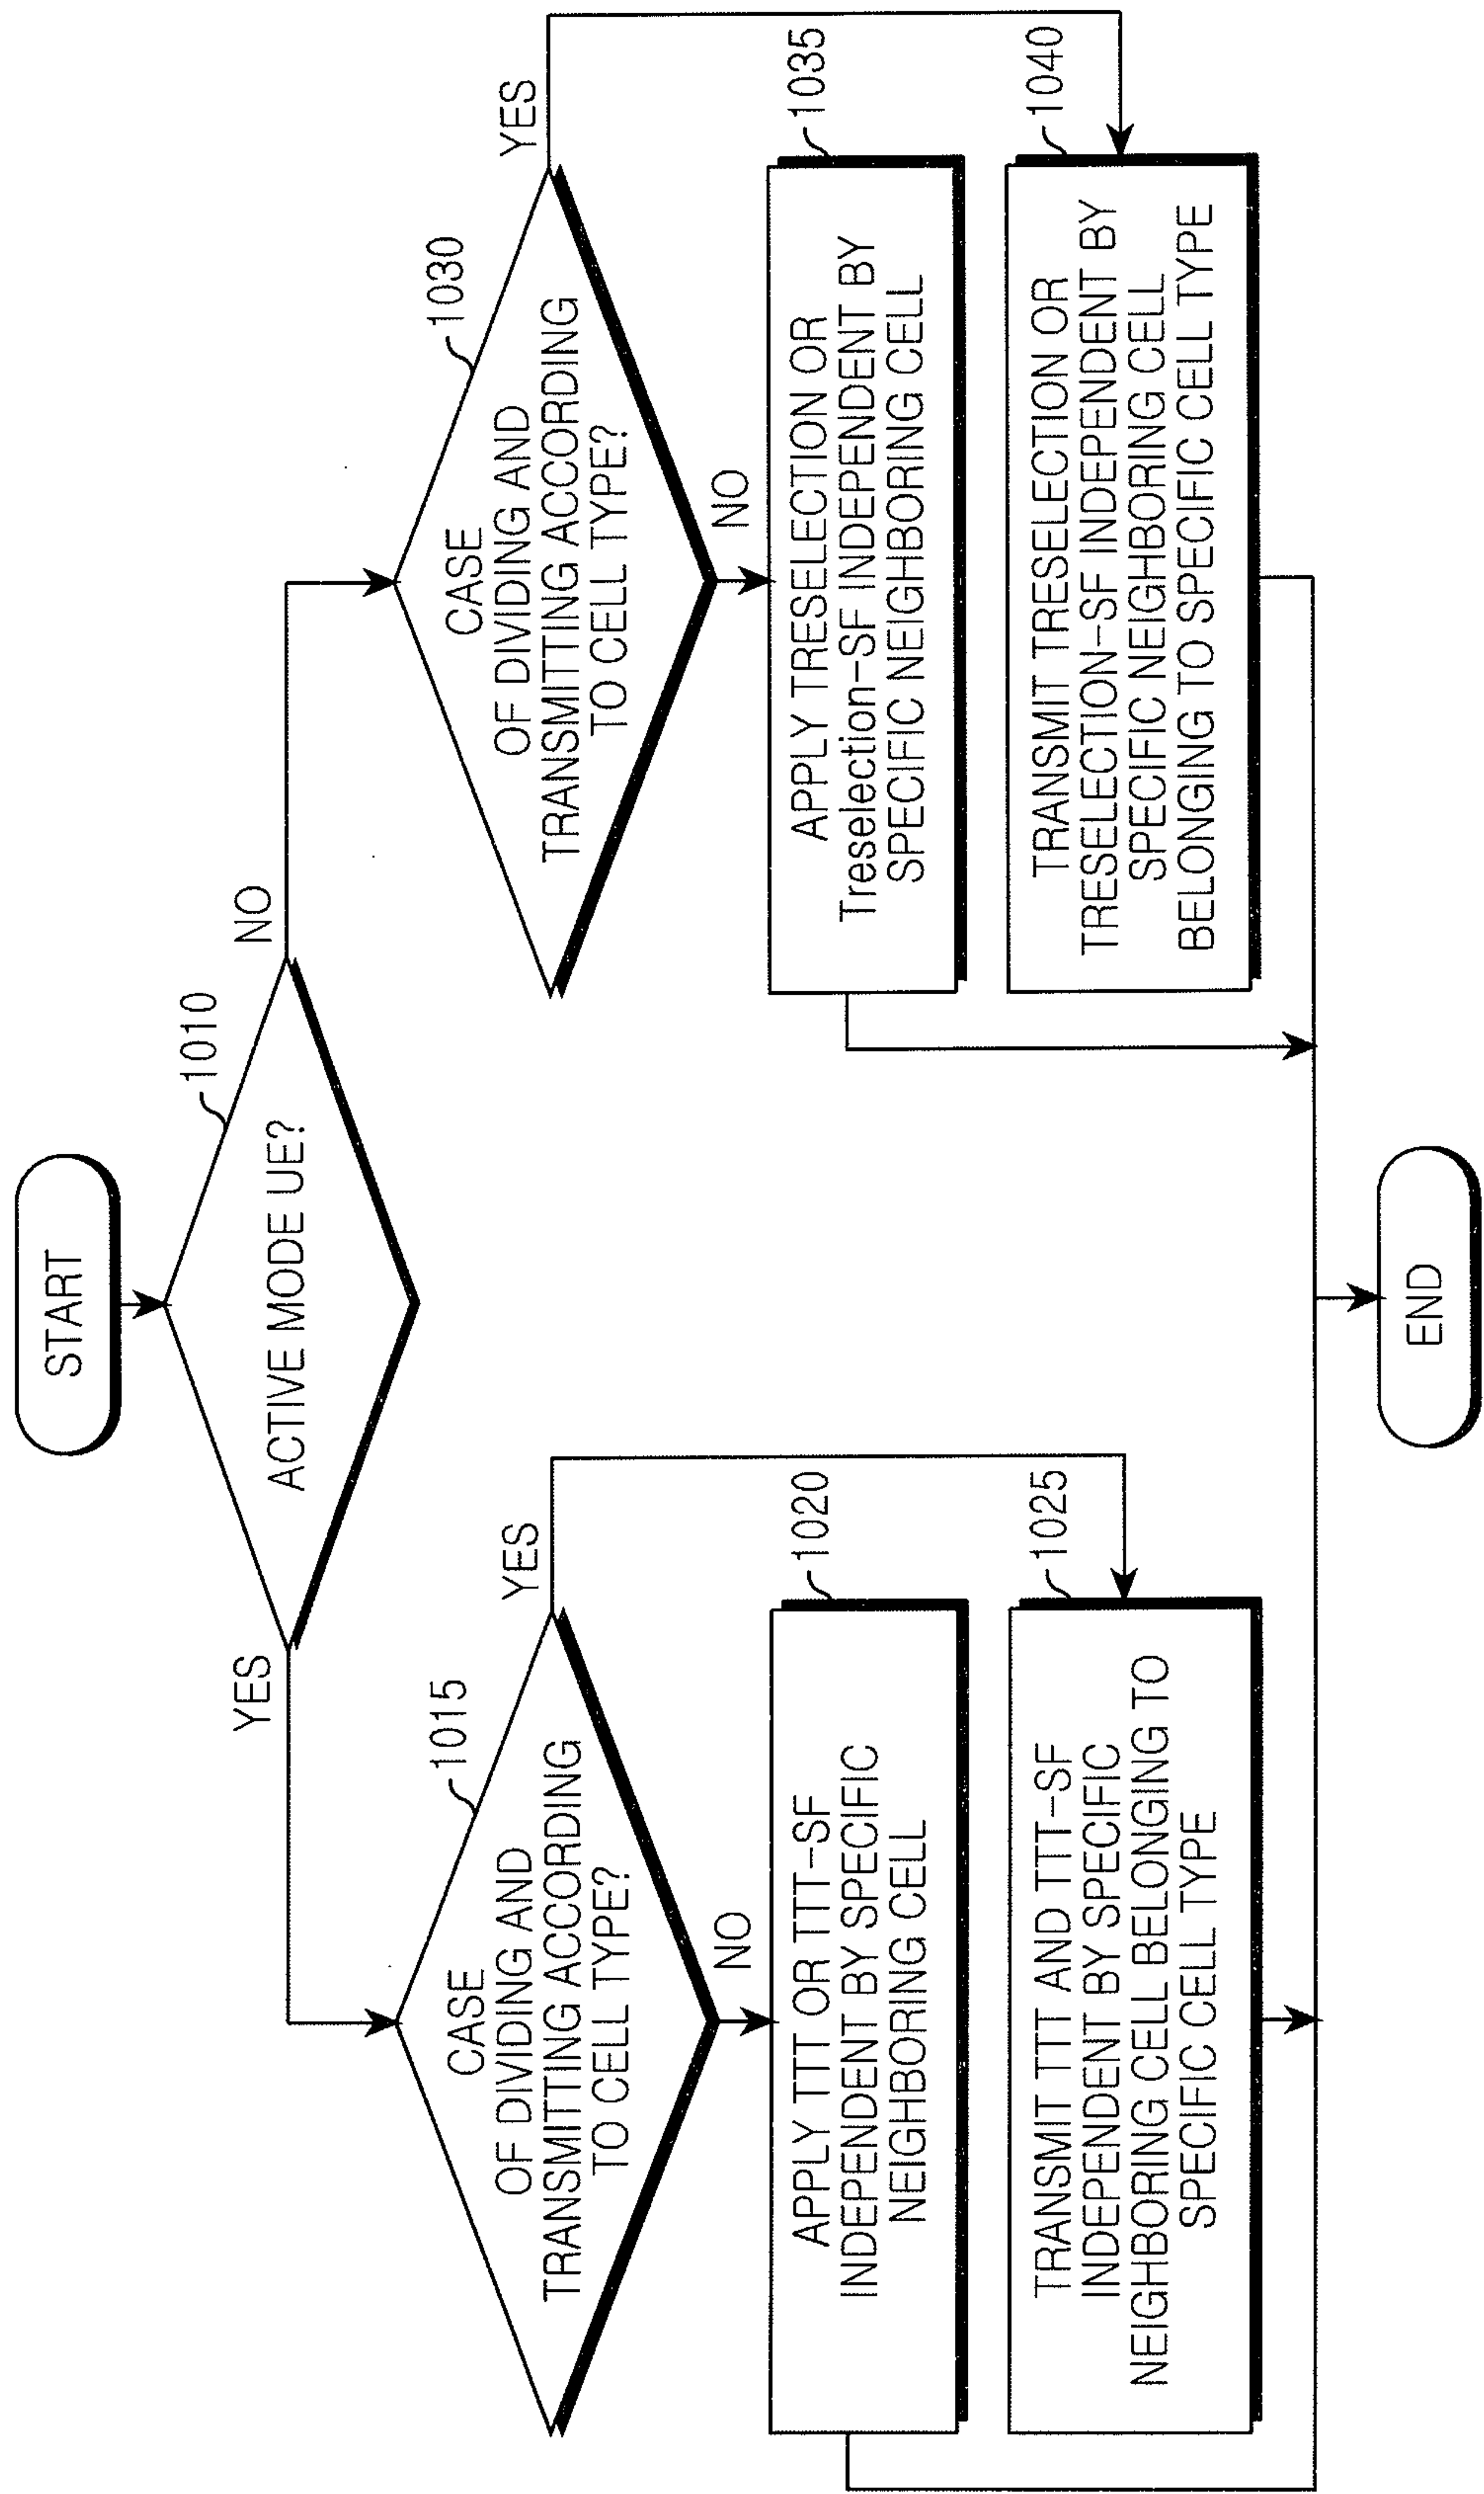 START
1010
ACTIVE MODE UE?
YES
NO
1015
CASE
OF DIVIDING AND
TRANSMITTING ACCORDING
TO CELL TYPE?
YES
NO
1020
APPLY TTT OR TTT-SF
INDEPENDENT BY SPECIFIC
NEIGHBORING CELL
1025
TRANSMIT TTT AND TTT-SF
INDEPENDENT BY SPECIFIC
NEIGHBORING CELL BELONGING TO
SPECIFIC CELL TYPE
1030
CASE
OF DIVIDING AND
TRANSMITTING ACCORDING
TO CELL TYPE?
YES
NO
1035
APPLY TRESELECTION OR
Treselection-SF INDEPENDENT BY
SPECIFIC NEIGHBORING CELL
1040
TRANSMIT TRESELECTION OR
TRESELECTION-SF INDEPENDENT BY
SPECIFIC NEIGHBORING CELL
BELONGING TO SPECIFIC CELL TYPE
END